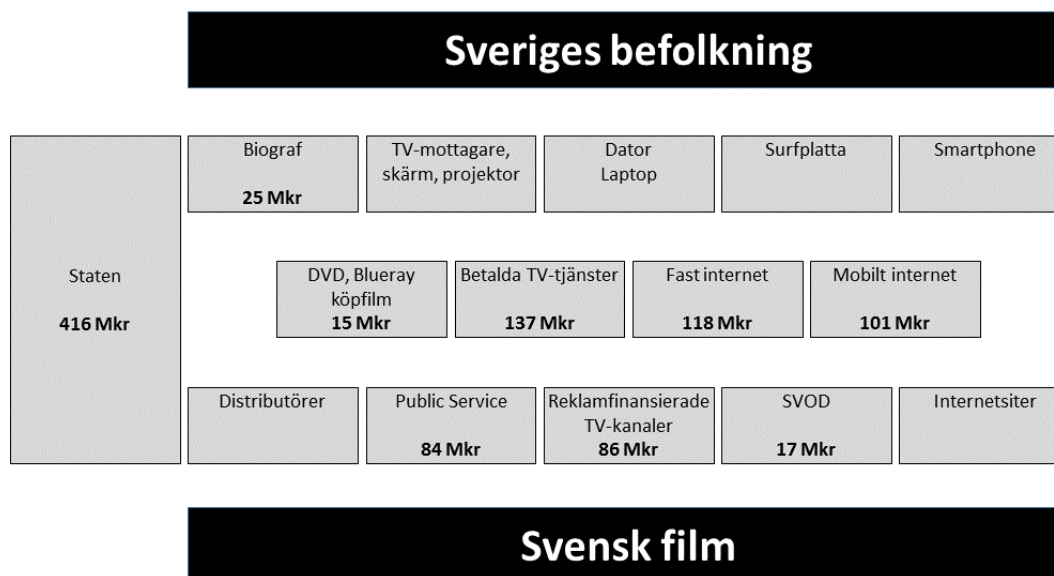 Sveriges befolkning
Staten
416 Mkr
Biograf
25 Mkr
TV-mottagare,
skärm, projektor
Dator
Laptop
Surfplatta
Smartphone
DVD, Blueray
köpfilm
15 Mkr
Betalda TV-tjänster
137 Mkr
Fast internet
118 Mkr
Mobilt internet
101 Mkr
Distributörer
Public Service
84 Mkr
Reklamfinansierade
TV-kanaler
86 Mkr
SVOD
17 Mkr
Internetsiter
Svensk film